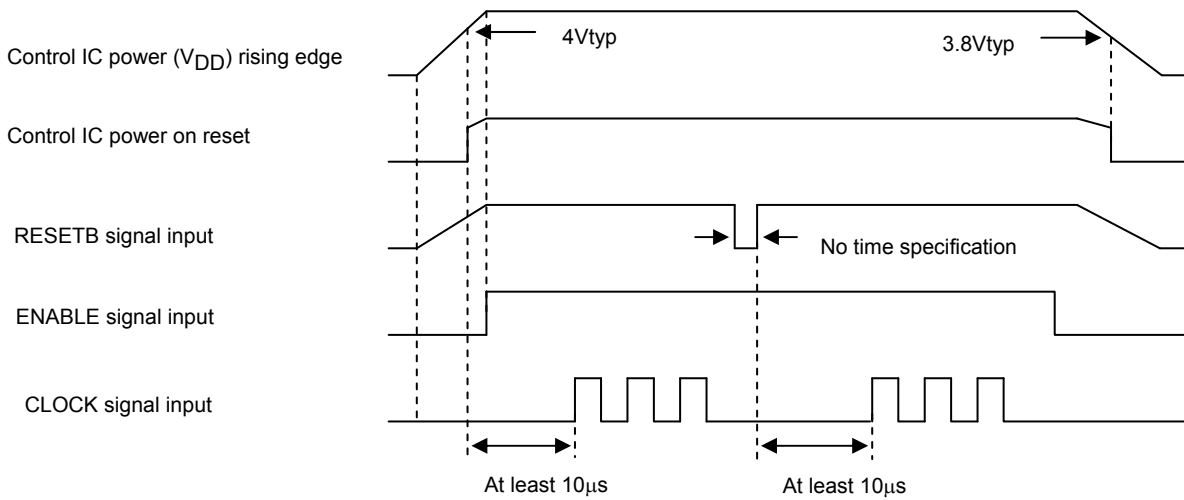 4Vtyp
3.8Vtyp
Control IC power (VDD) rising edge
Control IC power on reset
RESETB signal input
No time specification
ENABLE signal input
CLOCK signal input
At least 10μs
At least 10μs